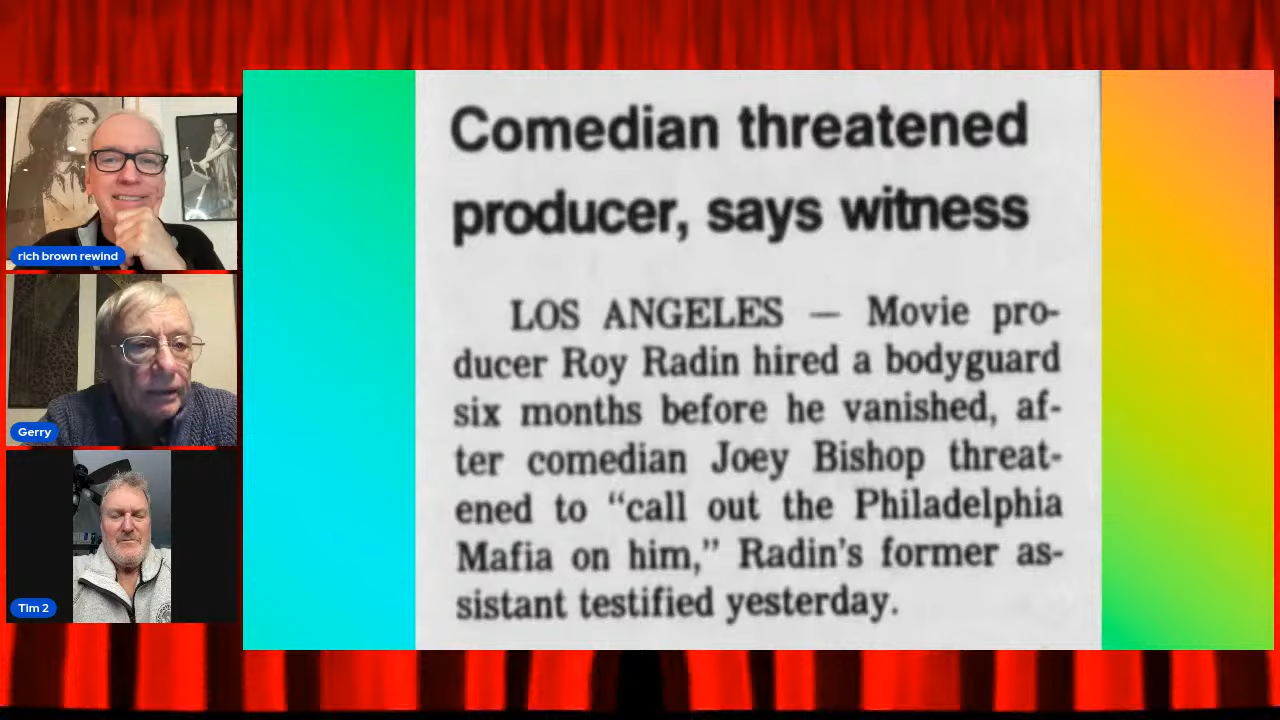 Comedian threatened
producer, says witness
LOS ANGELES — Movie pro-
ducer Roy Radin hired a bodyguard
six months before he vanished, af-
ter comedian Joey Bishop threat-
ened to “call out the Philadelphia
Mafia on him,” Radin’s former as-
sistant testified yesterday.
rich brown rewind
Gerry
Tim 2